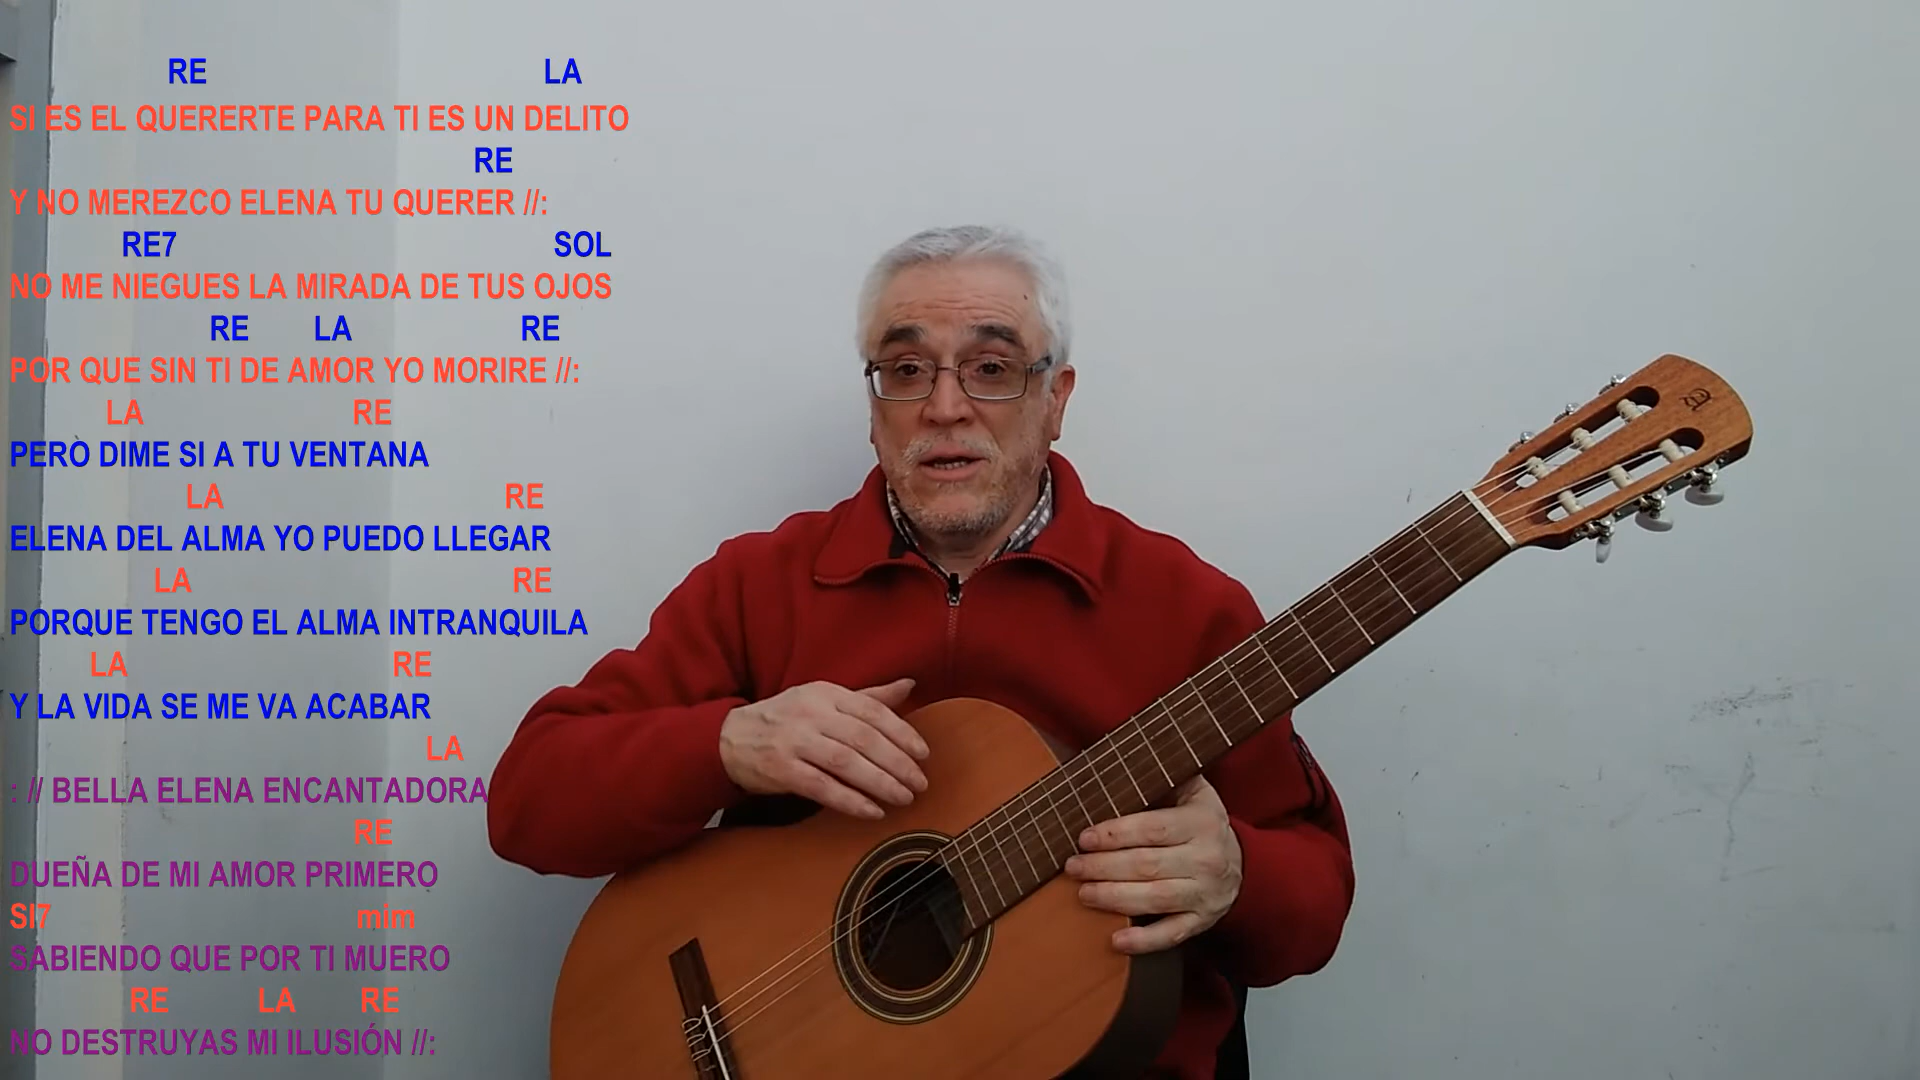 RE LA
SI ES EL QUERERTE PARA TI ES UN DELITO
RE
Y NO MEREZCO ELENA TU QUERER //:
RE7 SOL
NO ME NIEGUES LA MIRADA DE TUS OJOS
RE LA RE
POR QUE SIN TI DE AMOR YO MORIRE //:
LA RE
PERO DIME SI A TU VENTANA
LA RE
ELENA DEL ALMA YO PUEDO LLEGAR
LA RE
PORQUE TENGO EL ALMA INTRANQUILA
LA RE
Y LA VIDA SE ME VA ACABAR
LA
: // BELLA ELENA ENCANTADORA
RE
DUEÑA DE MI AMOR PRIMERO
SI7 mim
SABIENDO QUE POR TI MUERO
RE LA RE
NO DESTRUYAS MI ILUSIÓN //: